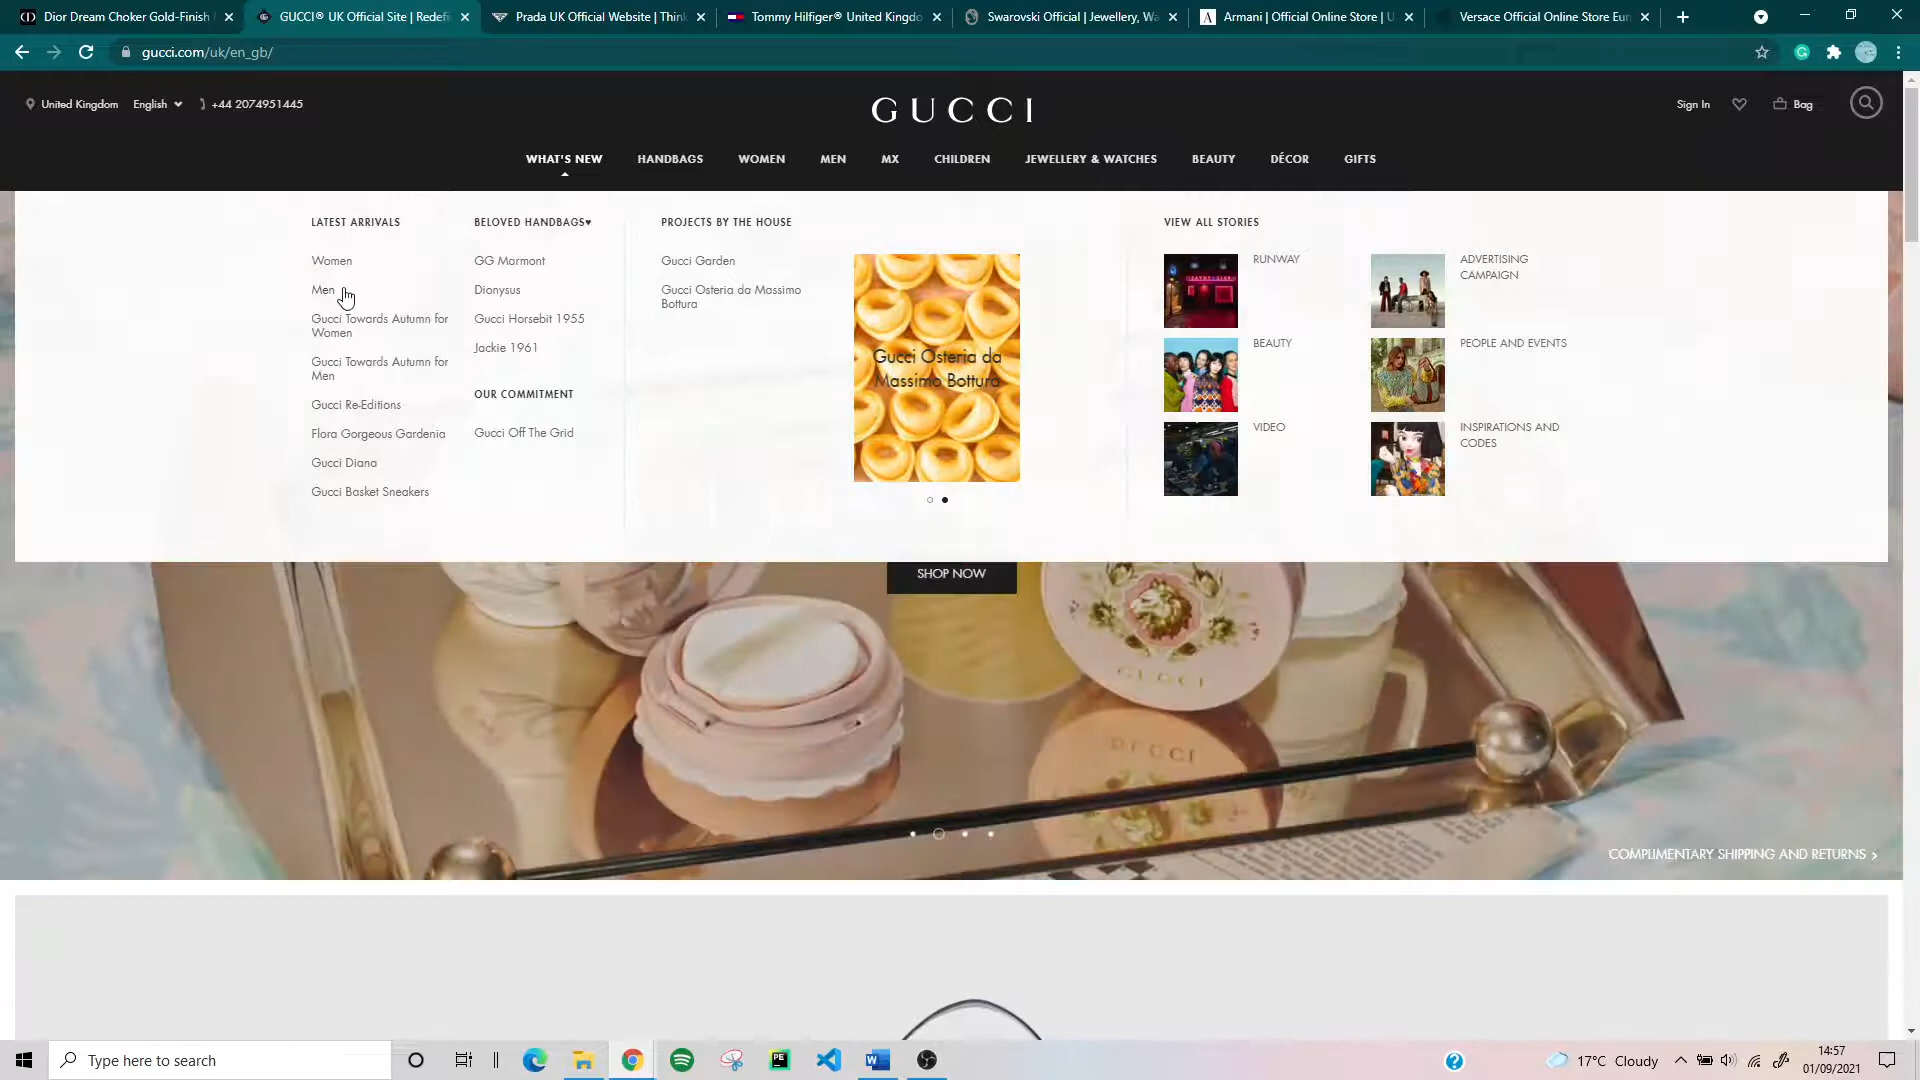 Dior Dream Choker Gold-Finish
GUCCI® UK Official Site | Redefi
Prada UK Official Website | Think
Tommy Hilfiger® United Kingdo
Swarovski Official | Jewellery, Wa
Armani | Official Online Store | U
Versace Official Online Store Eur
gucci.com/uk/en_gb/
United Kingdom English +44 2074951445
GUCCI
Sign In Bag
WHAT'S NEW HANDBAGS WOMEN MEN MX CHILDREN JEWELLERY & WATCHES BEAUTY DÉCOR GIFTS
LATEST ARRIVALS
Women
Men
Gucci Towards Autumn for
Women
Gucci Towards Autumn for
Men
Gucci Re-Editions
Flora Gorgeous Gardenia
Gucci Diana
Gucci Basket Sneakers
BELOVED HANDBAGS♥
GG Marmont
Dionysus
Gucci Horsebit 1955
Jackie 1961
OUR COMMITMENT
Gucci Off The Grid
PROJECTS BY THE HOUSE
Gucci Garden
Gucci Osteria da Massimo
Bottura
Gucci Osteria da
Massimo Bottura
VIEW ALL STORIES
RUNWAY
ADVERTISING
CAMPAIGN
BEAUTY
PEOPLE AND EVENTS
VIDEO
INSPIRATIONS AND
CODES
SHOP NOW
GUCCI
GUCCI
COMPLIMENTARY SHIPPING AND RETURNS >
Type here to search
17°C Cloudy
14:57
01/09/2021